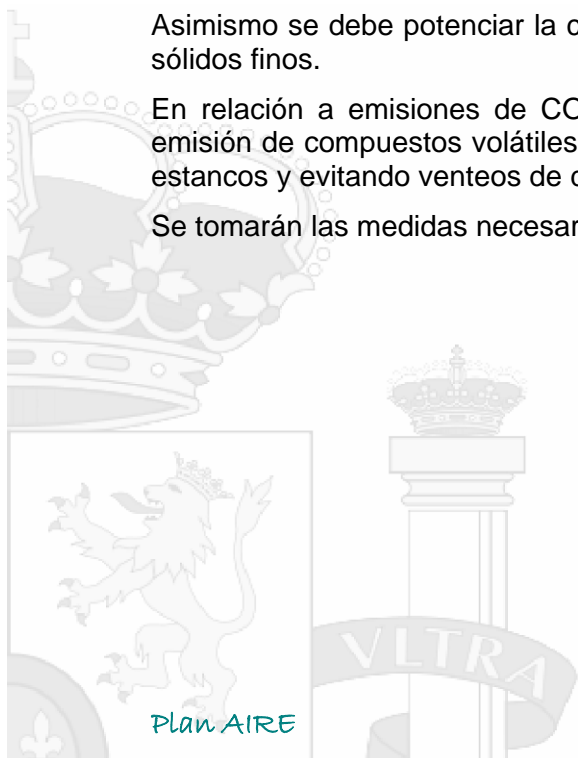 Asimismo se debe potenciar la c
sólidos finos.
En relación a emisiones de CO
emisión de compuestos volátiles
estancos y evitando venteos de
Se tomarán las medidas necesar
VLTRA
Plan AIRE